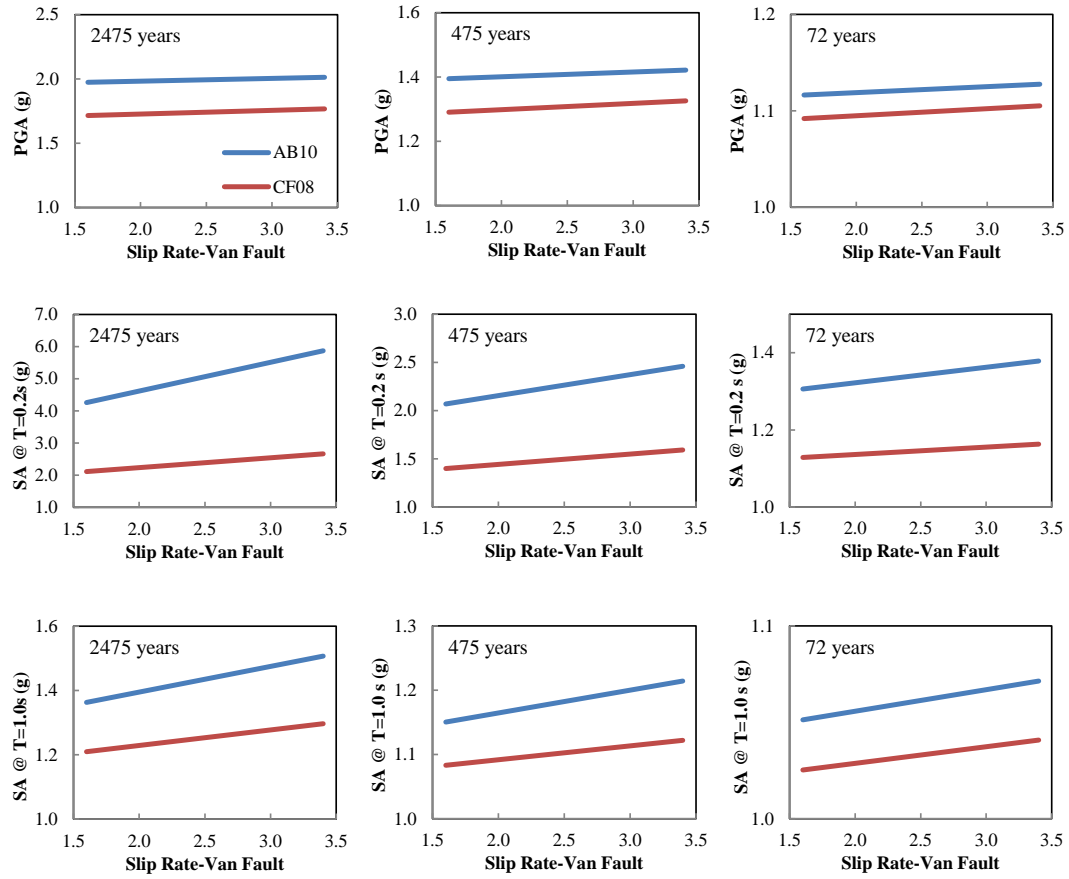 2.5
2.0
1.5
1.0
PGA (g)
2475 years
AB10
CF08
1.5 2.0 2.5 3.0 3.5
Slip Rate-Van Fault
1.6
1.4
1.2
1.0
PGA (g)
475 years
1.5 2.0 2.5 3.0 3.5
Slip Rate-Van Fault
1.2
1.1
1.0
PGA (g)
72 years
1.5 2.0 2.5 3.0 3.5
Slip Rate-Van Fault
7.0
6.0
5.0
4.0
3.0
2.0
1.0
SA @ T=0.2s (g)
2475 years
1.5 2.0 2.5 3.0 3.5
Slip Rate-Van Fault
3.0
2.5
2.0
1.5
1.0
SA @ T=0.2 s (g)
475 years
1.5 2.0 2.5 3.0 3.5
Slip Rate-Van Fault
1.4
1.2
1.0
SA @ T=0.2 s (g)
72 years
1.5 2.0 2.5 3.0 3.5
Slip Rate-Van Fault
1.6
1.4
1.2
1.0
SA @ T=1.0s (g)
2475 years
1.5 2.0 2.5 3.0 3.5
Slip Rate-Van Fault
1.3
1.2
1.1
1.0
SA @ T=1.0 s (g)
475 years
1.5 2.0 2.5 3.0 3.5
Slip Rate-Van Fault
1.1
1.0
SA @ T=1.0 s (g)
72 years
1.5 2.0 2.5 3.0 3.5
Slip Rate-Van Fault